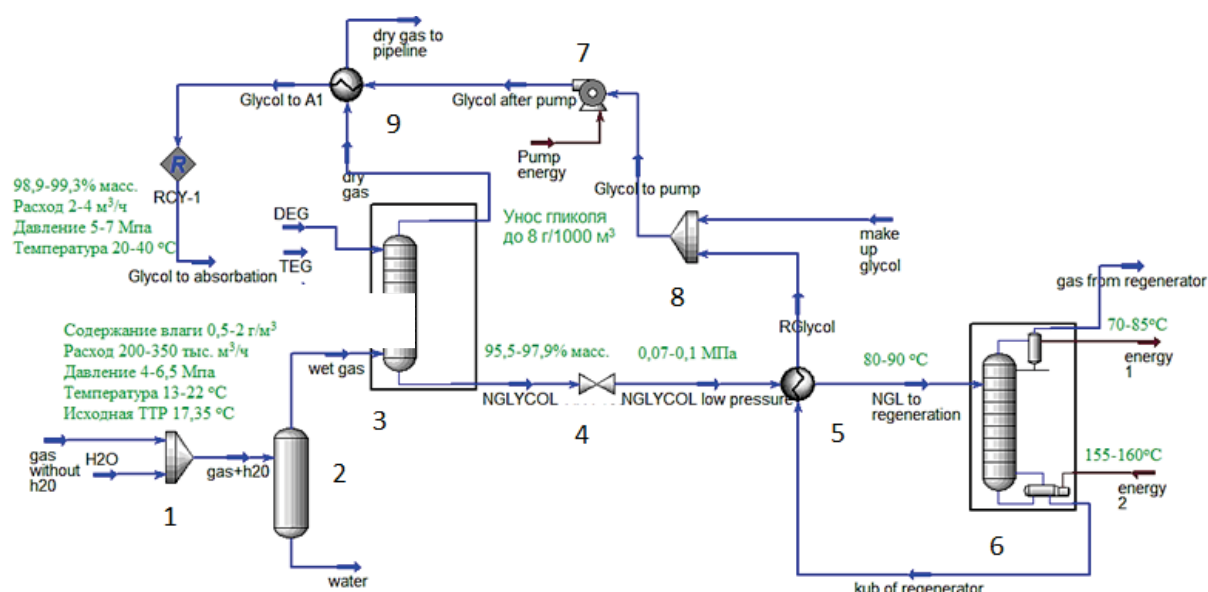 dry gas to
pipeline
7
Glycol to A1
9
Glycol after pump
Pump
energy
dry
gas
RCY-1
98,9-99,3% масс.
Расход 2-4 м³/ч
Давление 5-7 Мпа
Температура 20-40 °С
Glycol to absorbation
DEG
TEG
Унос гликоля
до 8 г/1000 м³
Glycol to pump
make
up
glycol
8
RGlycol
gas from regenerator
70-85°С
energy
1
Содержание влаги 0,5-2 г/м³
Расход 200-350 тыс. м³/ч
Давление 4-6,5 Мпа
Температура 13-22 °С
Исходная ТТР 17,35 °С
wet gas
3
95,5-97,9% масс.
0,07-0,1 МПа
80-90 °С
NGLYCOL
4
NGLYCOL low pressure
5
NGL to
regeneration
155-160°С
energy
2
6
gas
without
h20
H2O
1
gas+h20
2
water
kub of regenerator